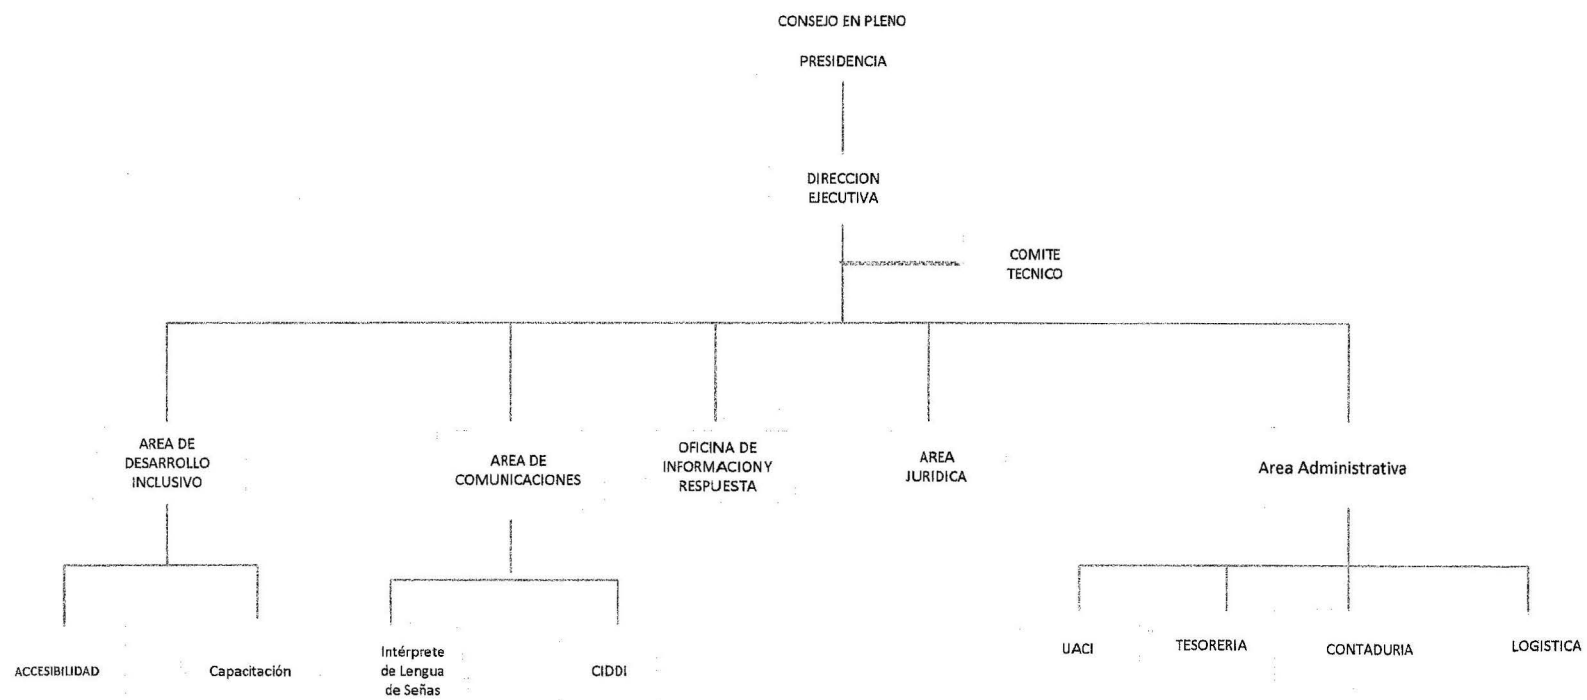 CONSEJO EN PLENO
PRESIDENCIA
DIRECCION
EJECUTIVA
COMITE
TECNICO
AREA DE
DESARROLLO
INCLUSIVO
AREA DE
COMUNICACIONES
OFICINA DE
INFORMACION Y
RESPUESTA
AREA
JURIDICA
Area Administrativa
ACCESIBILIDAD
Capacitación
Intérprete
de Lengua
de Señas
CIDDI
UACI
TESORERIA
CONTADURIA
LOGISTICA